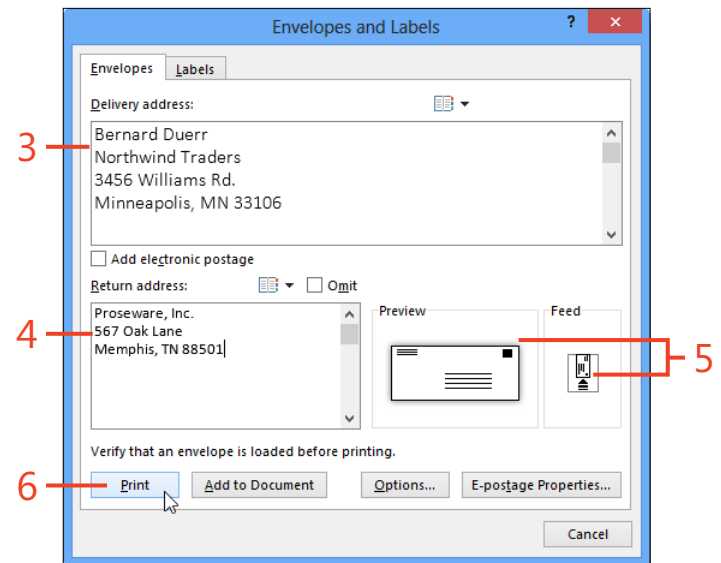 Envelopes and Labels ? ×
Envelopes Labels
Delivery address:
3
Bernard Duerr
Northwind Traders
3456 Williams Rd.
Minneapolis, MN 33106
Add electronic postage
Return address: Omit
4
Proseware, Inc.
567 Oak Lane
Memphis, TN 88501
Preview
Feed
5
Verify that an envelope is loaded before printing.
6
Print Add to Document Options... E-postage Properties...
Cancel